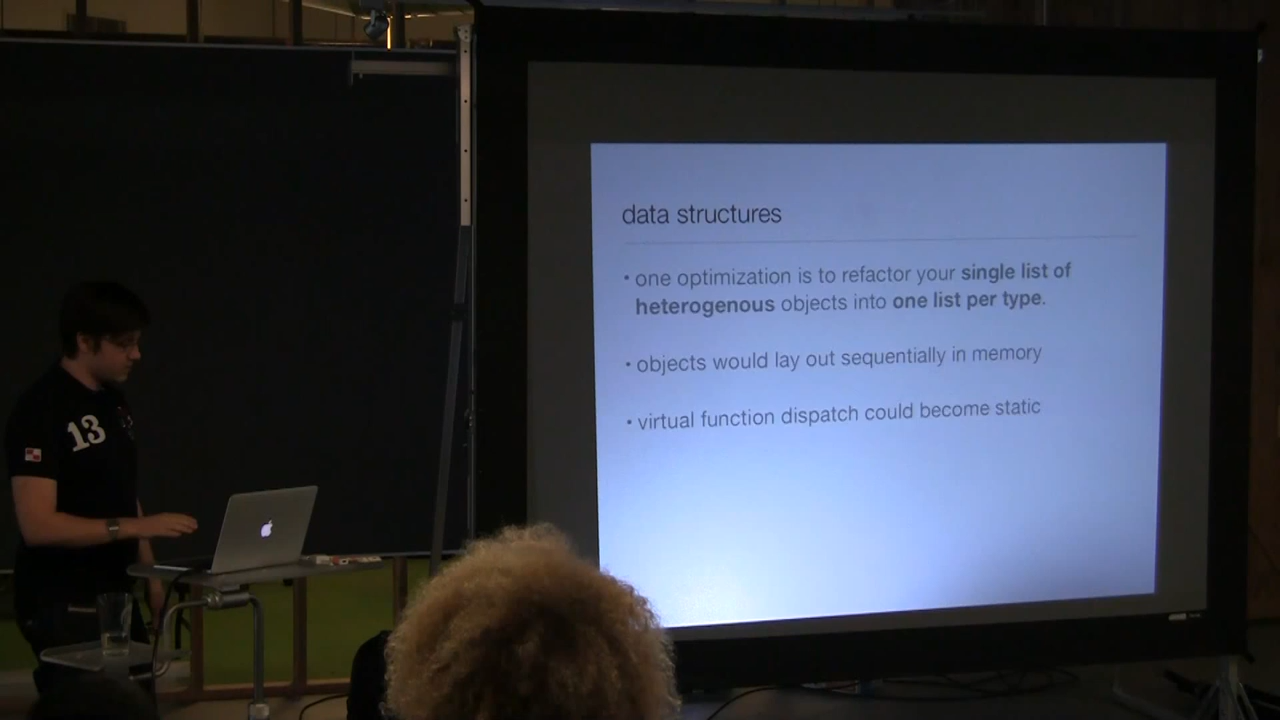 data structures
• one optimization is to refactor your single list of
heterogenous objects into one list per type.
• objects would lay out sequentially in memory
• virtual function dispatch could become static
13